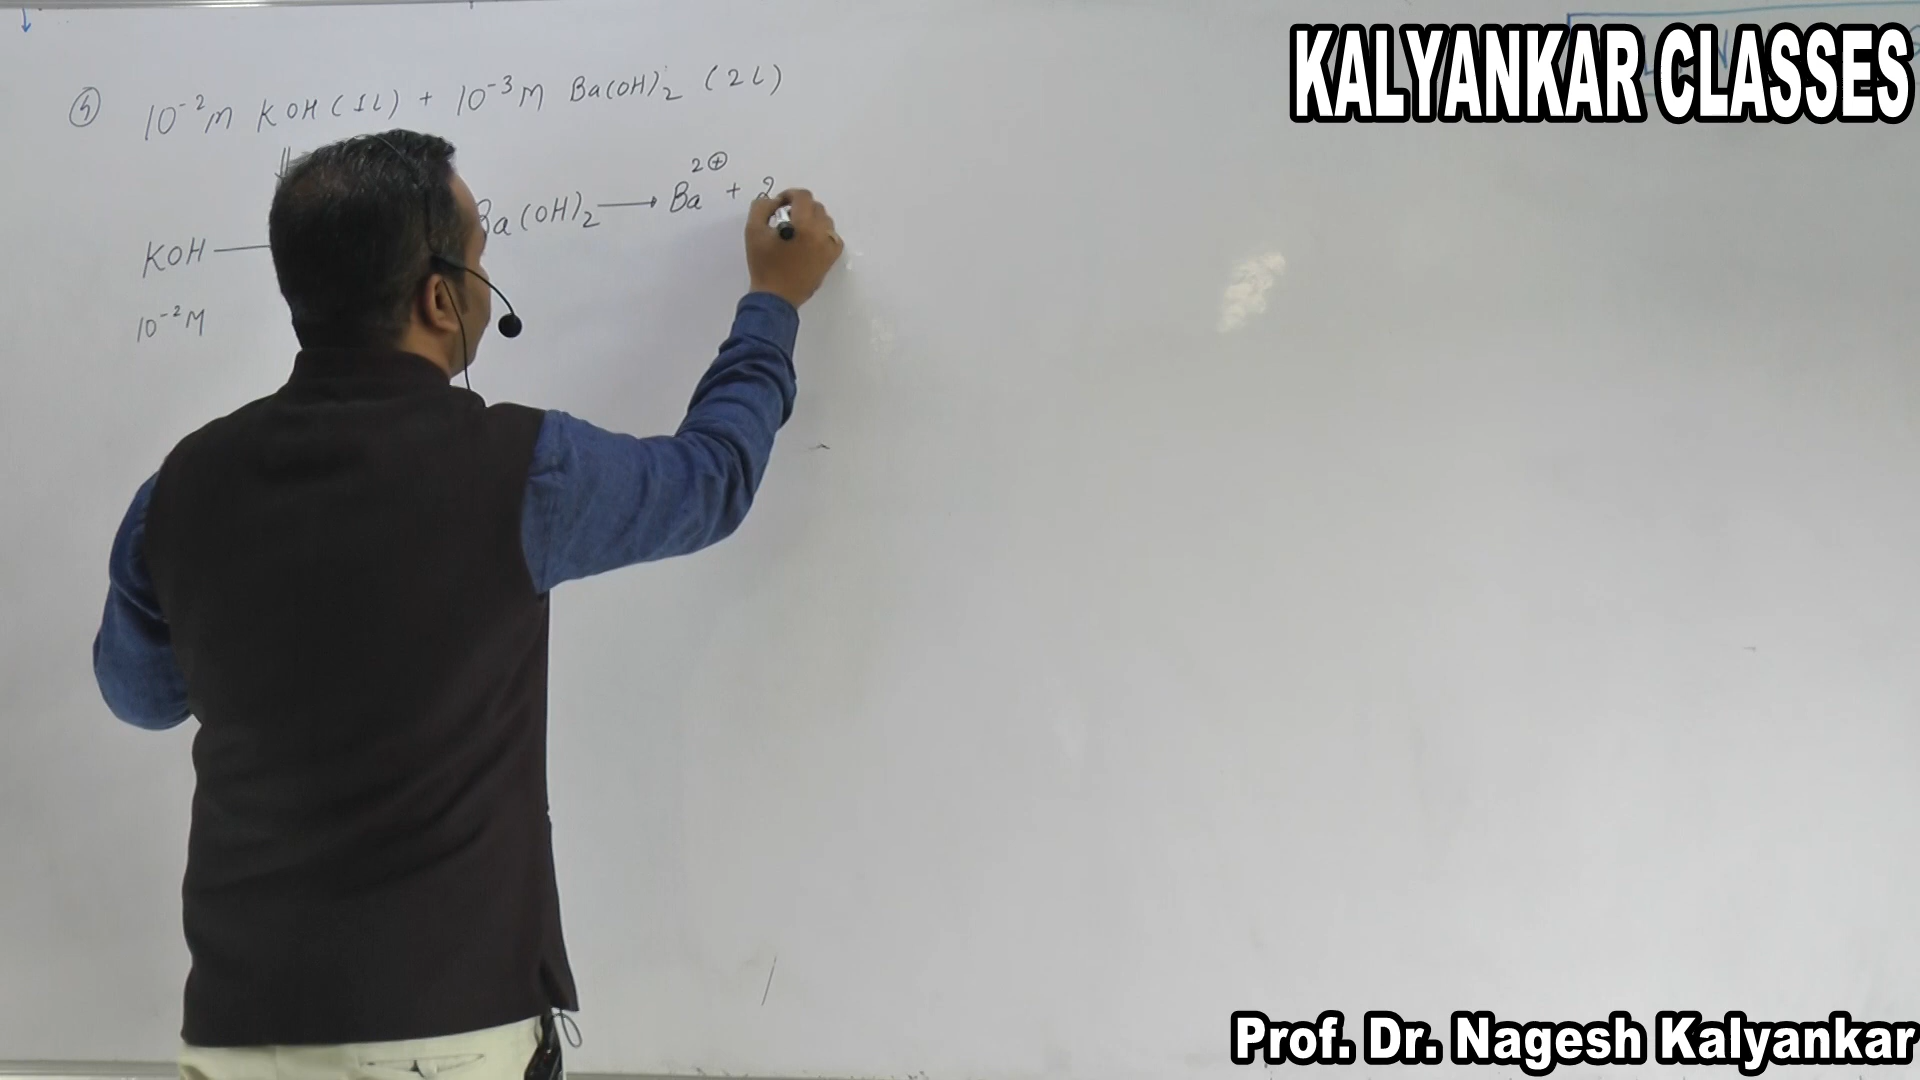 KALYANKAR CLASSES
④ 10⁻²M KOH (1L) + 10⁻³M Ba(OH)₂ (2L)
Ba(OH)₂ ⟶ Ba²⊕ + 2
KOH ⟶
10⁻²M
Prof. Dr. Nagesh Kalyankar